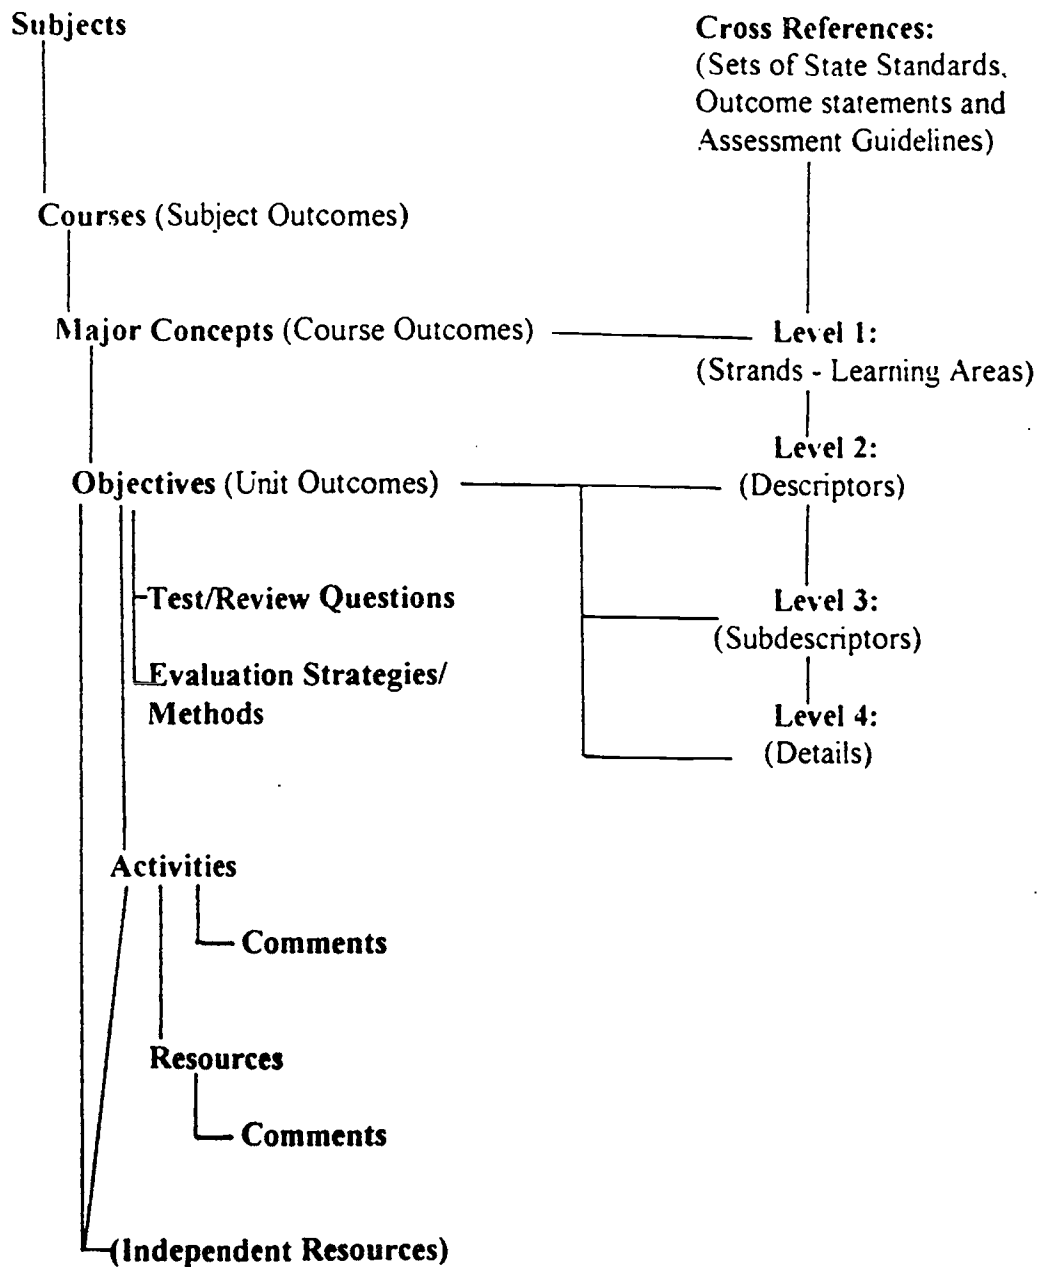 Subjects
Cross References:
(Sets of State Standards,
Outcome statements and
Assessment Guidelines)
Courses (Subject Outcomes)
Major Concepts (Course Outcomes)
Level 1:
(Strands - Learning Areas)
Level 2:
Objectives (Unit Outcomes)
(Descriptors)
Test/Review Questions
Level 3:
(Subdescriptors)
Evaluation Strategies/
Methods
Level 4:
(Details)
Activities
Comments
Resources
Comments
(Independent Resources)